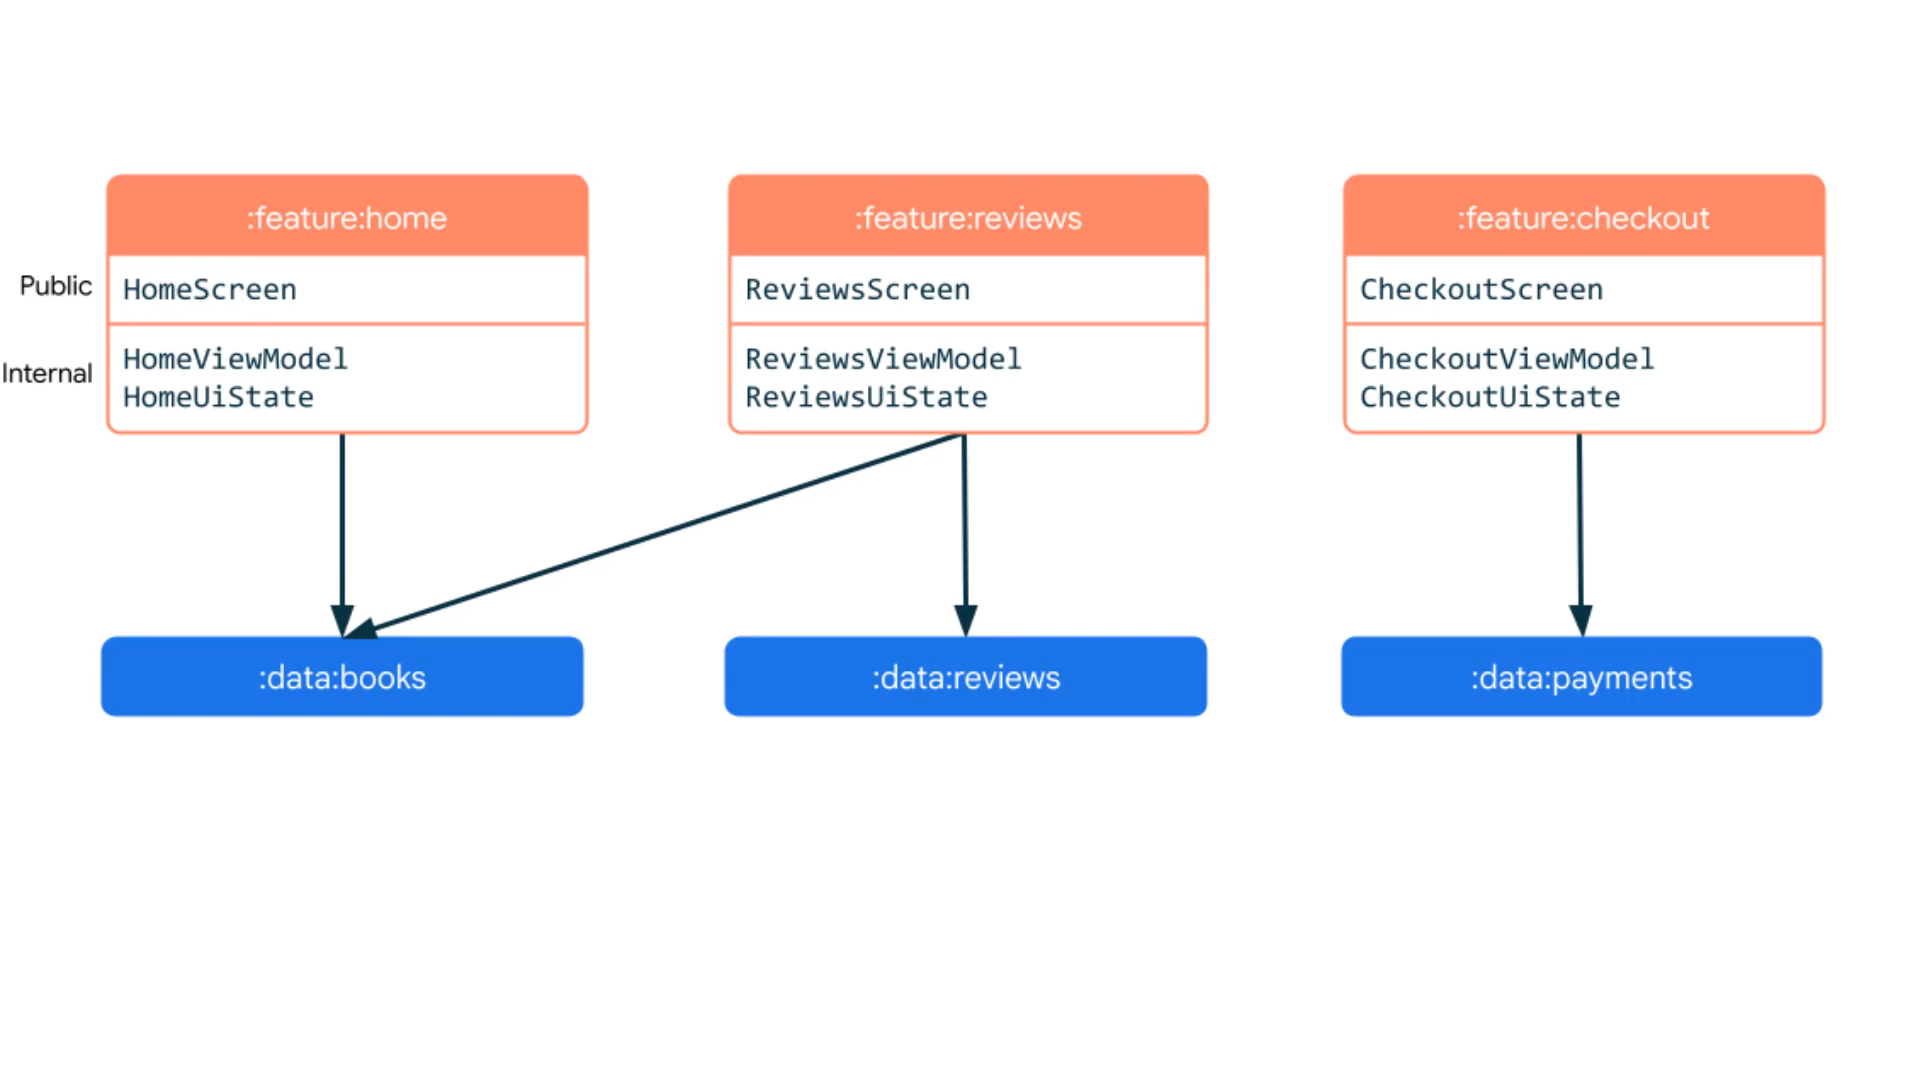 :feature:home
:feature:reviews
:feature:checkout
Public
HomeScreen
ReviewsScreen
CheckoutScreen
Internal
HomeViewModel
HomeUiState
ReviewsViewModel
ReviewsUiState
CheckoutViewModel
CheckoutUiState
:data:books
:data:reviews
:data:payments